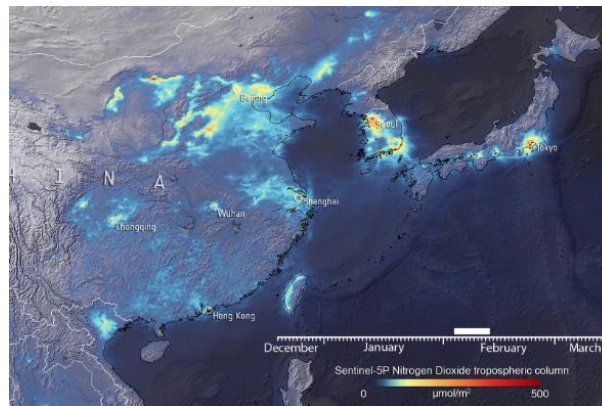 Beijing
Seoul
Tokyo
C H I N A
Shanghai
Wuhan
Chongqing
Hong Kong
December January February March
Sentinel-5P Nitrogen Dioxide tropospheric column
0 µmol/m² 500